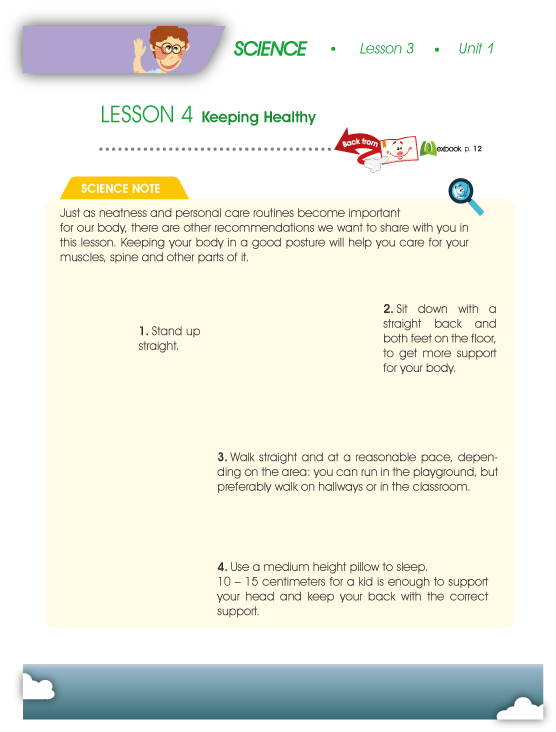 SCIENCE • Lesson 3 • Unit 1
LESSON 4 Keeping Healthy
Back from
exbook p. 12
SCIENCE NOTE
Just as neatness and personal care routines become important
for our body, there are other recommendations we want to share with you in
this lesson. Keeping your body in a good posture will help you care for your
muscles, spine and other parts of it.
1. Stand up
straight.
2. Sit down with a
straight back and
both feet on the floor,
to get more support
for your body.
3. Walk straight and at a reasonable pace, depen-
ding on the area: you can run in the playground, but
preferably walk on hallways or in the classroom.
4. Use a medium height pillow to sleep.
10 – 15 centimeters for a kid is enough to support
your head and keep your back with the correct
support.